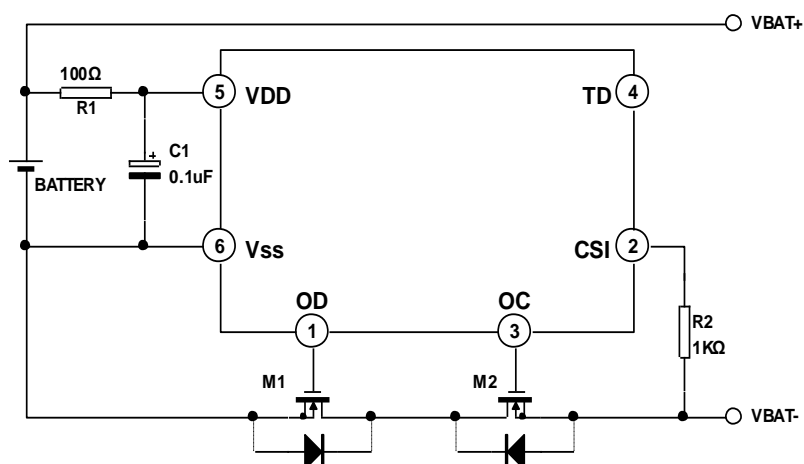 VBAT+
100Ω
R1
5
VDD
TD
4
+
C1
0.1uF
BATTERY
6
Vss
CSI
2
OD
1
OC
3
R2
1KΩ
M1
M2
VBAT-